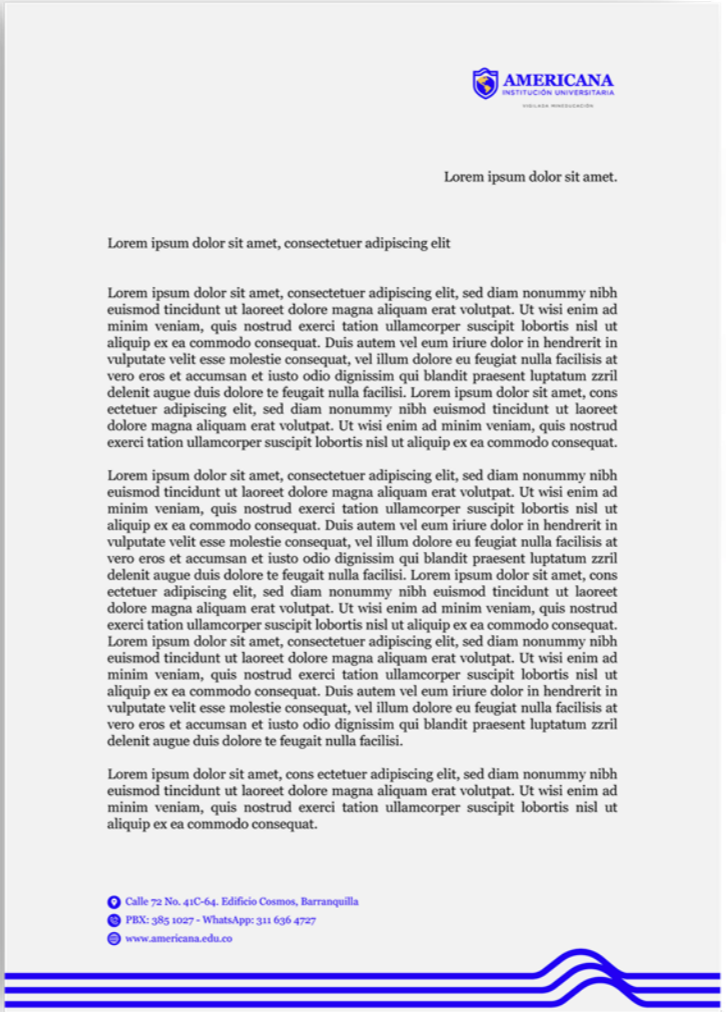 AMERICANA
INSTITUCIÓN UNIVERSITARIA
VIGILADA MINEDUCACIÓN
Lorem ipsum dolor sit amet.
Lorem ipsum dolor sit amet, consectetuer adipiscing elit
Lorem ipsum dolor sit amet, consectetuer adipiscing elit, sed diam nonummy nibh
euismod tincidunt ut laoreet dolore magna aliquam erat volutpat. Ut wisi enim ad
minim veniam, quis nostrud exerci tation ullamcorper suscipit lobortis nisl ut
aliquip ex ea commodo consequat. Duis autem vel eum iriure dolor in hendrerit in
vulputate velit esse molestie consequat, vel illum dolore eu feugiat nulla facilisis at
vero eros et accumsan et iusto odio dignissim qui blandit praesent luptatum zzril
delenit augue duis dolore te feugait nulla facilisi. Lorem ipsum dolor sit amet, cons
ectetuer adipiscing elit, sed diam nonummy nibh euismod tincidunt ut laoreet
dolore magna aliquam erat volutpat. Ut wisi enim ad minim veniam, quis nostrud
exerci tation ullamcorper suscipit lobortis nisl ut aliquip ex ea commodo consequat.
Lorem ipsum dolor sit amet, consectetuer adipiscing elit, sed diam nonummy nibh
euismod tincidunt ut laoreet dolore magna aliquam erat volutpat. Ut wisi enim ad
minim veniam, quis nostrud exerci tation ullamcorper suscipit lobortis nisl ut
aliquip ex ea commodo consequat. Duis autem vel eum iriure dolor in hendrerit in
vulputate velit esse molestie consequat, vel illum dolore eu feugiat nulla facilisis at
vero eros et accumsan et iusto odio dignissim qui blandit praesent luptatum zzril
delenit augue duis dolore te feugait nulla facilisi. Lorem ipsum dolor sit amet, cons
ectetuer adipiscing elit, sed diam nonummy nibh euismod tincidunt ut laoreet
dolore magna aliquam erat volutpat. Ut wisi enim ad minim veniam, quis nostrud
exerci tation ullamcorper suscipit lobortis nisl ut aliquip ex ea commodo consequat.
Lorem ipsum dolor sit amet, consectetuer adipiscing elit, sed diam nonummy nibh
euismod tincidunt ut laoreet dolore magna aliquam erat volutpat. Ut wisi enim ad
minim veniam, quis nostrud exerci tation ullamcorper suscipit lobortis nisl ut
aliquip ex ea commodo consequat. Duis autem vel eum iriure dolor in hendrerit in
vulputate velit esse molestie consequat, vel illum dolore eu feugiat nulla facilisis at
vero eros et accumsan et iusto odio dignissim qui blandit praesent luptatum zzril
delenit augue duis dolore te feugait nulla facilisi.
Lorem ipsum dolor sit amet, cons ectetuer adipiscing elit, sed diam nonummy nibh
euismod tincidunt ut laoreet dolore magna aliquam erat volutpat. Ut wisi enim ad
minim veniam, quis nostrud exerci tation ullamcorper suscipit lobortis nisl ut
aliquip ex ea commodo consequat.
Calle 72 No. 41C-64. Edificio Cosmos, Barranquilla
PBX: 385 1027 - WhatsApp: 311 636 4727
www.americana.edu.co